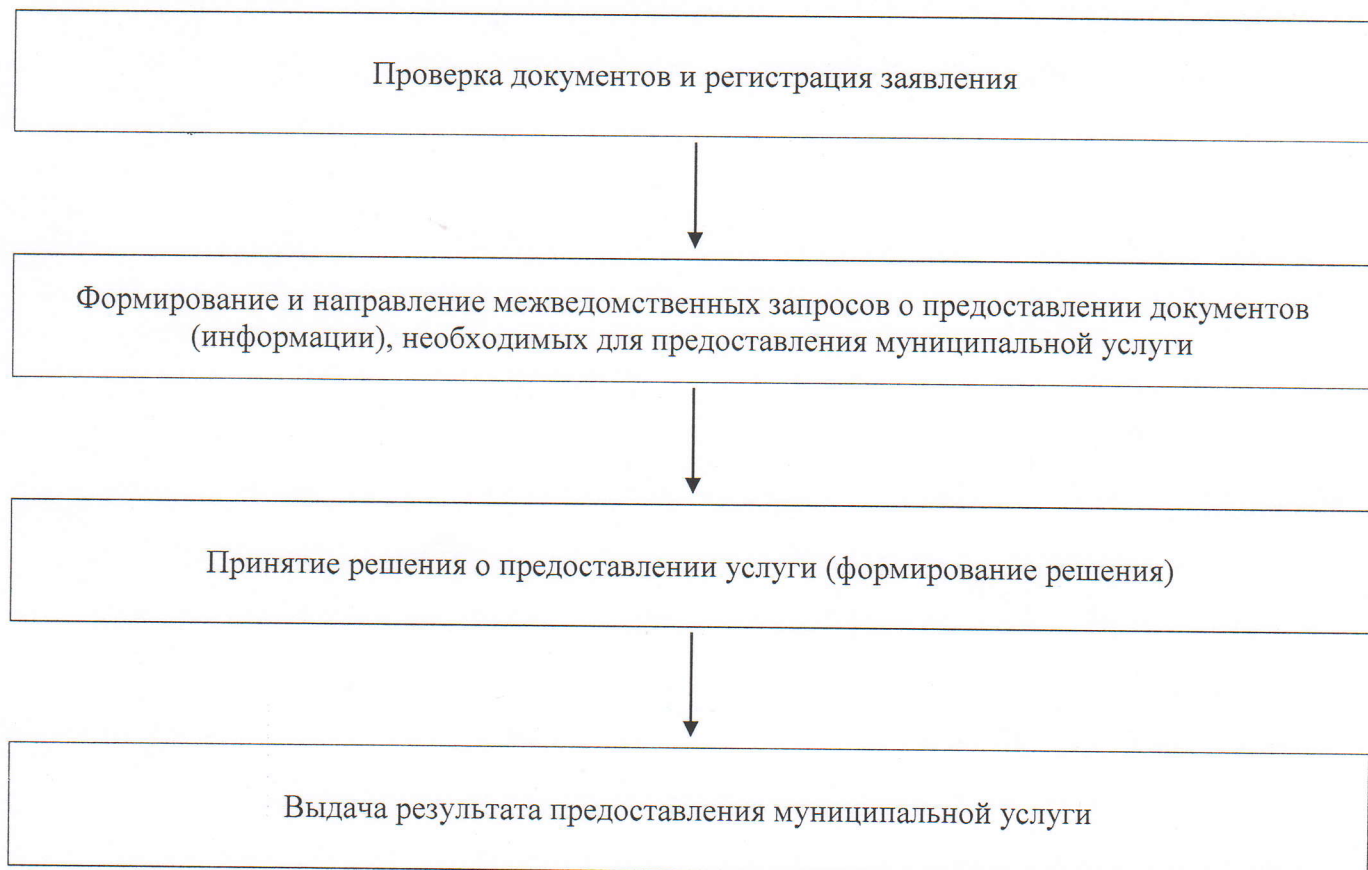 Проверка документов и регистрация заявления
Формирование и направление межведомственных запросов о предоставлении документов
(информации), необходимых для предоставления муниципальной услуги
Принятие решения о предоставлении услуги (формирование решения)
Выдача результата предоставления муниципальной услуги